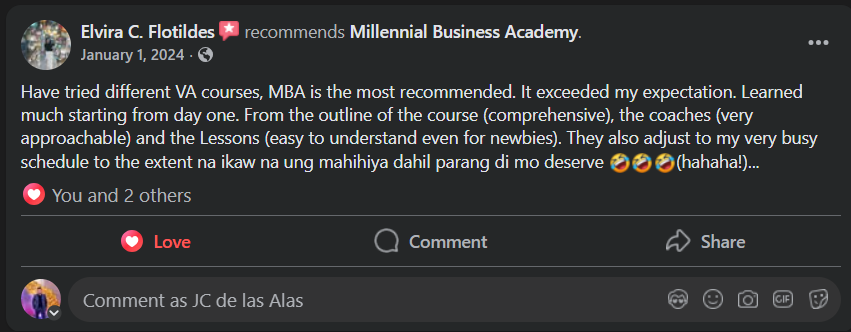 Elvira C. Flotildes recommends Millennial Business Academy.
January 1, 2024 ·
Have tried different VA courses, MBA is the most recommended. It exceeded my expectation. Learned
much starting from day one. From the outline of the course (comprehensive), the coaches (very
approachable) and the Lessons (easy to understand even for newbies). They also adjust to my very busy
schedule to the extent na ikaw na ung mahihiya dahil parang di mo deserve 🤣🤣🤣(hahaha!)...
You and 2 others
Love Comment Share
Comment as JC de las Alas GIF